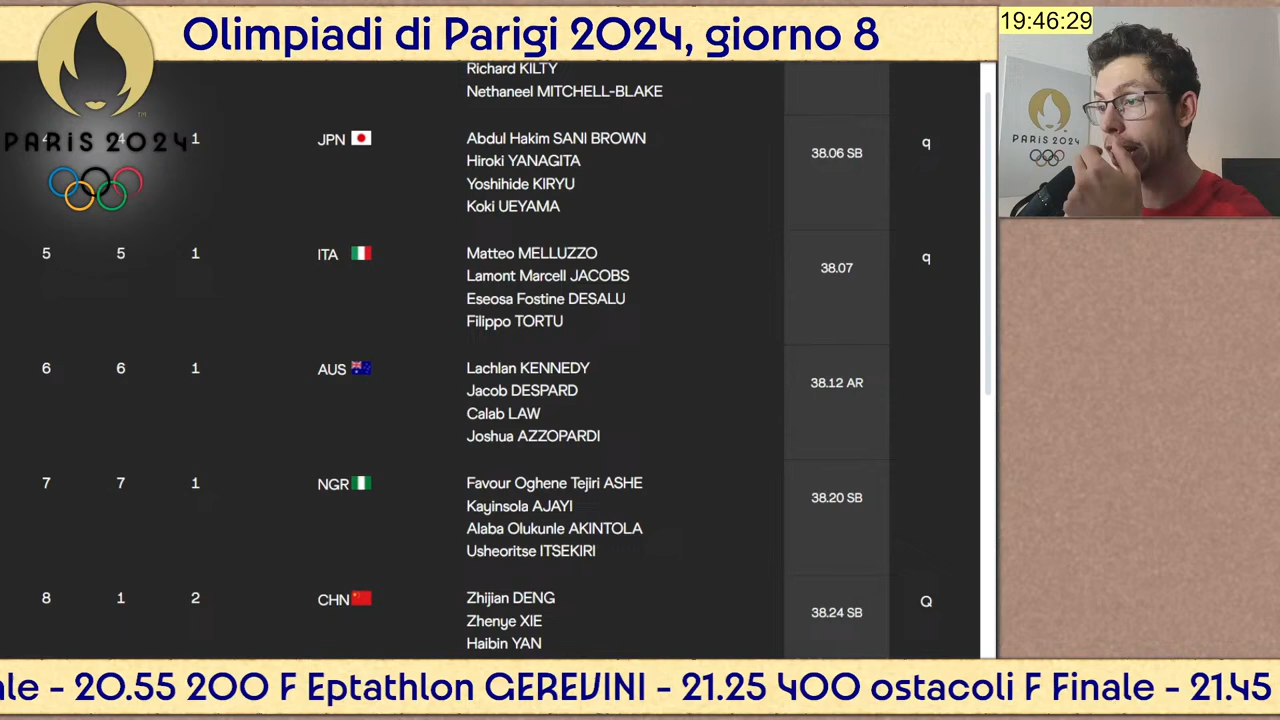 Olimpiadi di Parigi 2024, giorno 8
19:46:29
PARIS 2024
PARIS 2024
Richard KILTY
Nethaneel MITCHELL-BLAKE
4 4 1 JPN Abdul Hakim SANI BROWN 38.06 SB q
Hiroki YANAGITA
Yoshihide KIRYU
Koki UEYAMA
5 5 1 ITA Matteo MELLUZZO 38.07 q
Lamont Marcell JACOBS
Eseosa Fostine DESALU
Filippo TORTU
6 6 1 AUS Lachlan KENNEDY 38.12 AR
Jacob DESPARD
Calab LAW
Joshua AZZOPARDI
7 7 1 NGR Favour Oghene Tejiri ASHE 38.20 SB
Kayinsola AJAYI
Alaba Olukunle AKINTOLA
Usheoritse ITSEKIRI
8 1 2 CHN Zhijian DENG 38.24 SB Q
Zhenye XIE
Haibin YAN
ale - 20.55 200 F Eptathlon GEREVINI - 21.25 400 ostacoli F Finale - 21.45